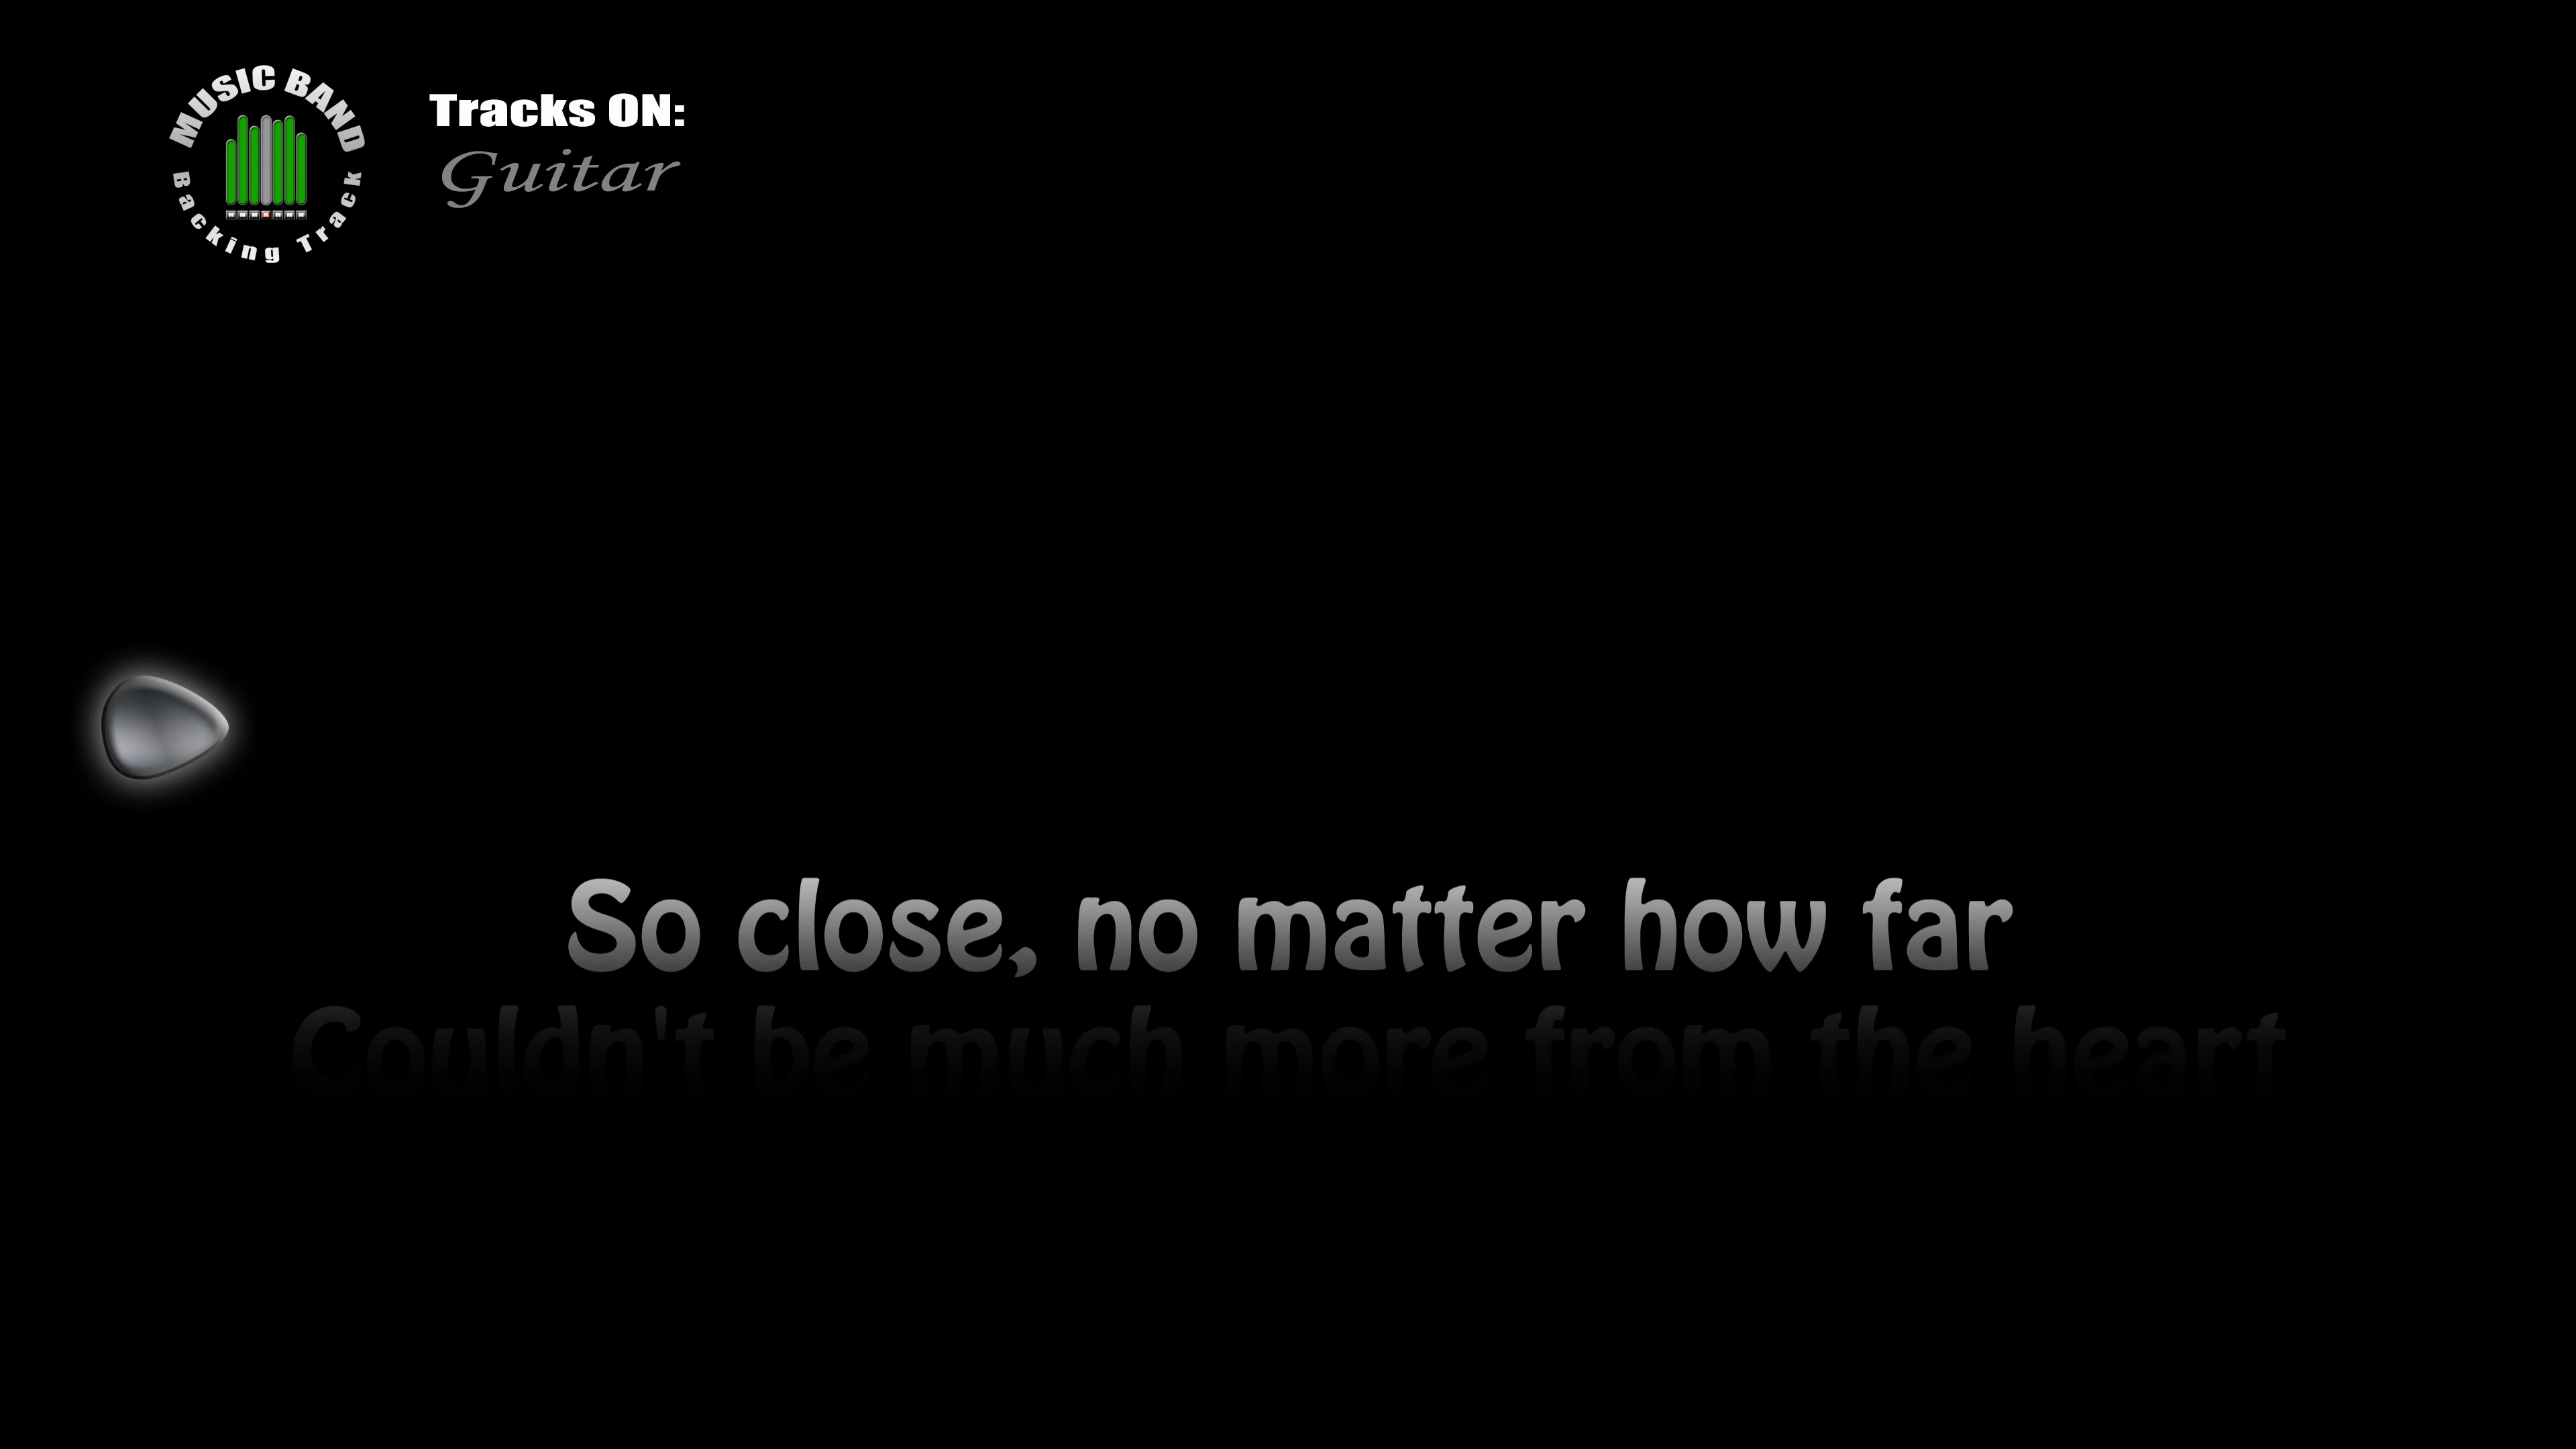 MUSIC BAND
Backing Track
Tracks ON:
Guitar
So close, no matter how far
Couldn't be much more from the heart